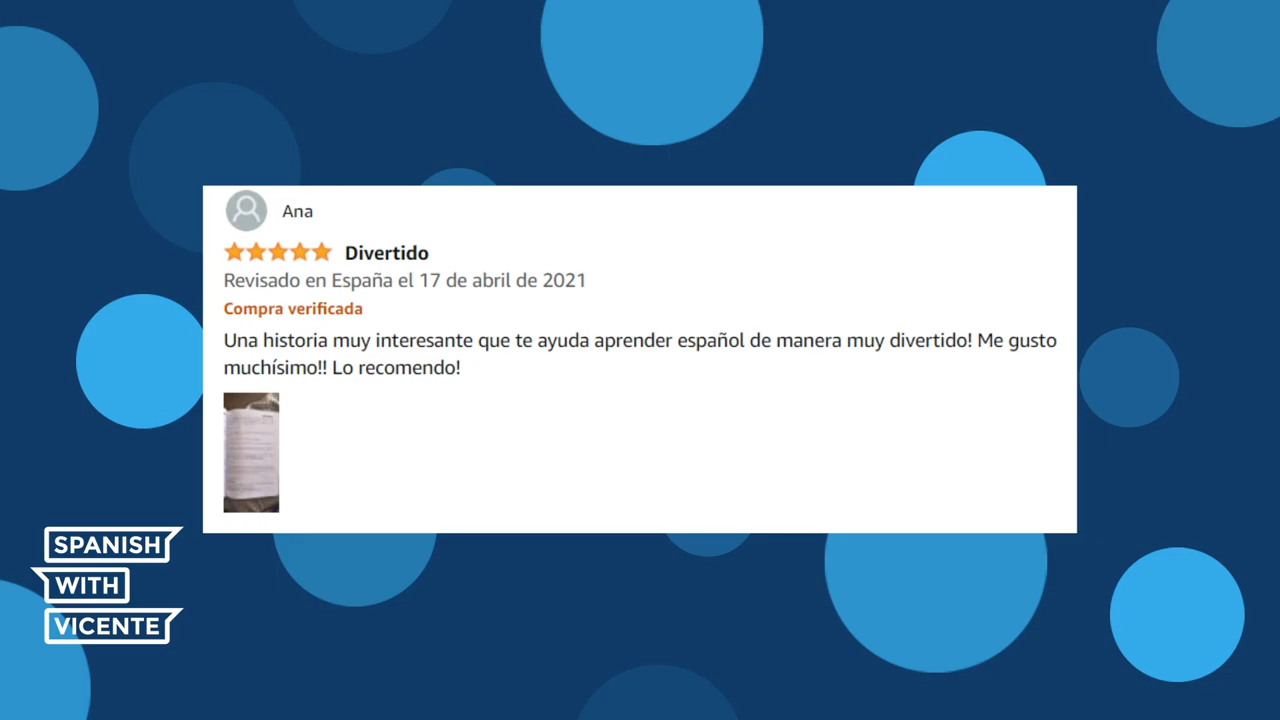 Ana
Divertido
Revisado en España el 17 de abril de 2021
Compra verificada
Una historia muy interesante que te ayuda aprender español de manera muy divertido! Me gusto
muchísimo!! Lo recomendo!
SPANISH
WITH
VICENTE